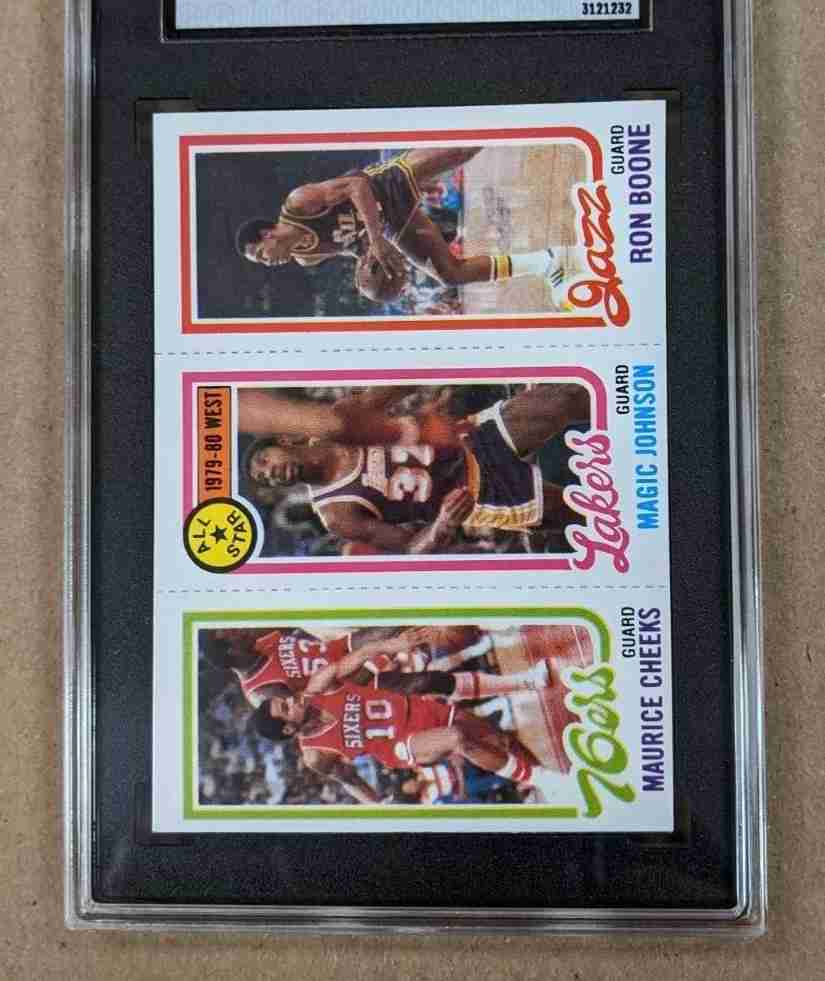 3121232
Jazz
GUARD
RON BOONE
1979-80 WEST
ALL
STAR
32
Lakers
GUARD
MAGIC JOHNSON
SIXERS
53
SIXERS
10
76ers
GUARD
MAURICE CHEEKS